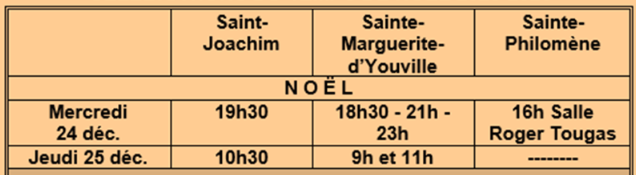 Saint-
Joachim
Sainte-
Marguerite-
d'Youville
Sainte-
Philomène
NOËL
Mercredi
24 déc.
19h30
18h30 - 21h -
23h
16h Salle
Roger Tougas
Jeudi 25 déc.
10h30
9h et 11h
--------